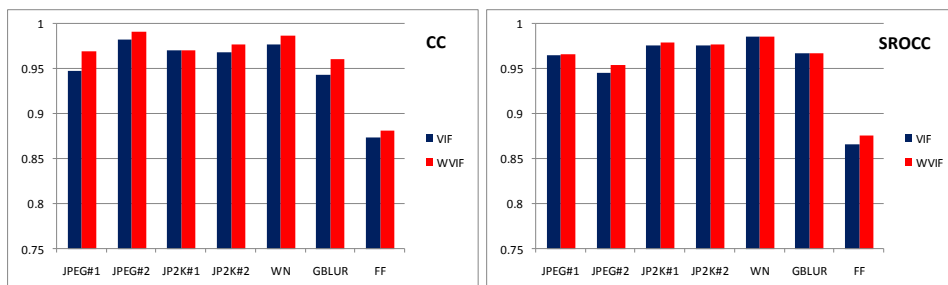 CC
1
0.95
0.9
0.85
0.8
0.75
JPEG#1 JPEG#2 JP2K#1 JP2K#2 WN GBLUR FF
VIF
WVIF
SROCC
1
0.95
0.9
0.85
0.8
0.75
JPEG#1 JPEG#2 JP2K#1 JP2K#2 WN GBLUR FF
VIF
WVIF